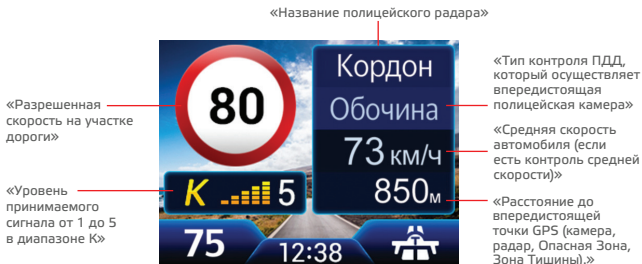 «Название полицейского радара»
«Разрешенная
скорость на участке
дороги»
«Уровень
принимаемого
сигнала от 1 до 5
в диапазоне К»
80
K 5
75
12:38
Кордон
Обочина
73 км/ч
850м
«Тип контроля ПДД,
который осуществляет
впередистоящая
полицейская камера»
«Средняя скорость
автомобиля (если
есть контроль средней
скорости)»
«Расстояние до
впередистоящей
точки GPS (камера,
радар, Опасная Зона,
Зона Тишины).»